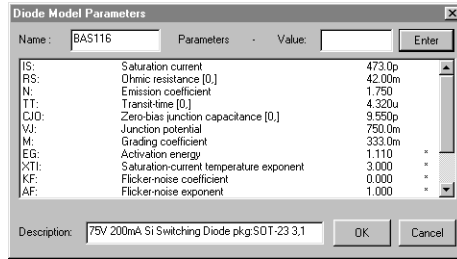 Diode Model Parameters
Name : BAS116 Parameters - Value: Enter
IS: Saturation current 473.0p
RS: Ohmic resistance [0,] 42.00m
N: Emission coefficient 1.750
TT: Transit-time [0,] 4.320u
CJO: Zero-bias junction capacitance [0,] 9.550p
VJ: Junction potential 750.0m
M: Grading coefficient 333.0m
EG: Activation energy 1.110 *
XTI: Saturation-current temperature exponent 3.000 *
KF: Flicker-noise coefficient 0.000 *
AF: Flicker-noise exponent 1.000 *
Description: 75V 200mA Si Switching Diode pkg:SOT-23 3,1 OK Cancel